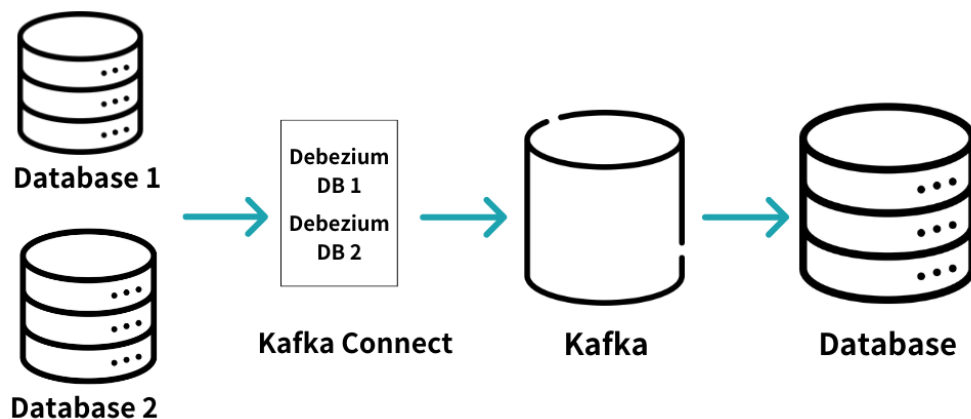 Database 1
Database 2
Debezium
DB 1
Debezium
DB 2
Kafka Connect
Kafka
Database